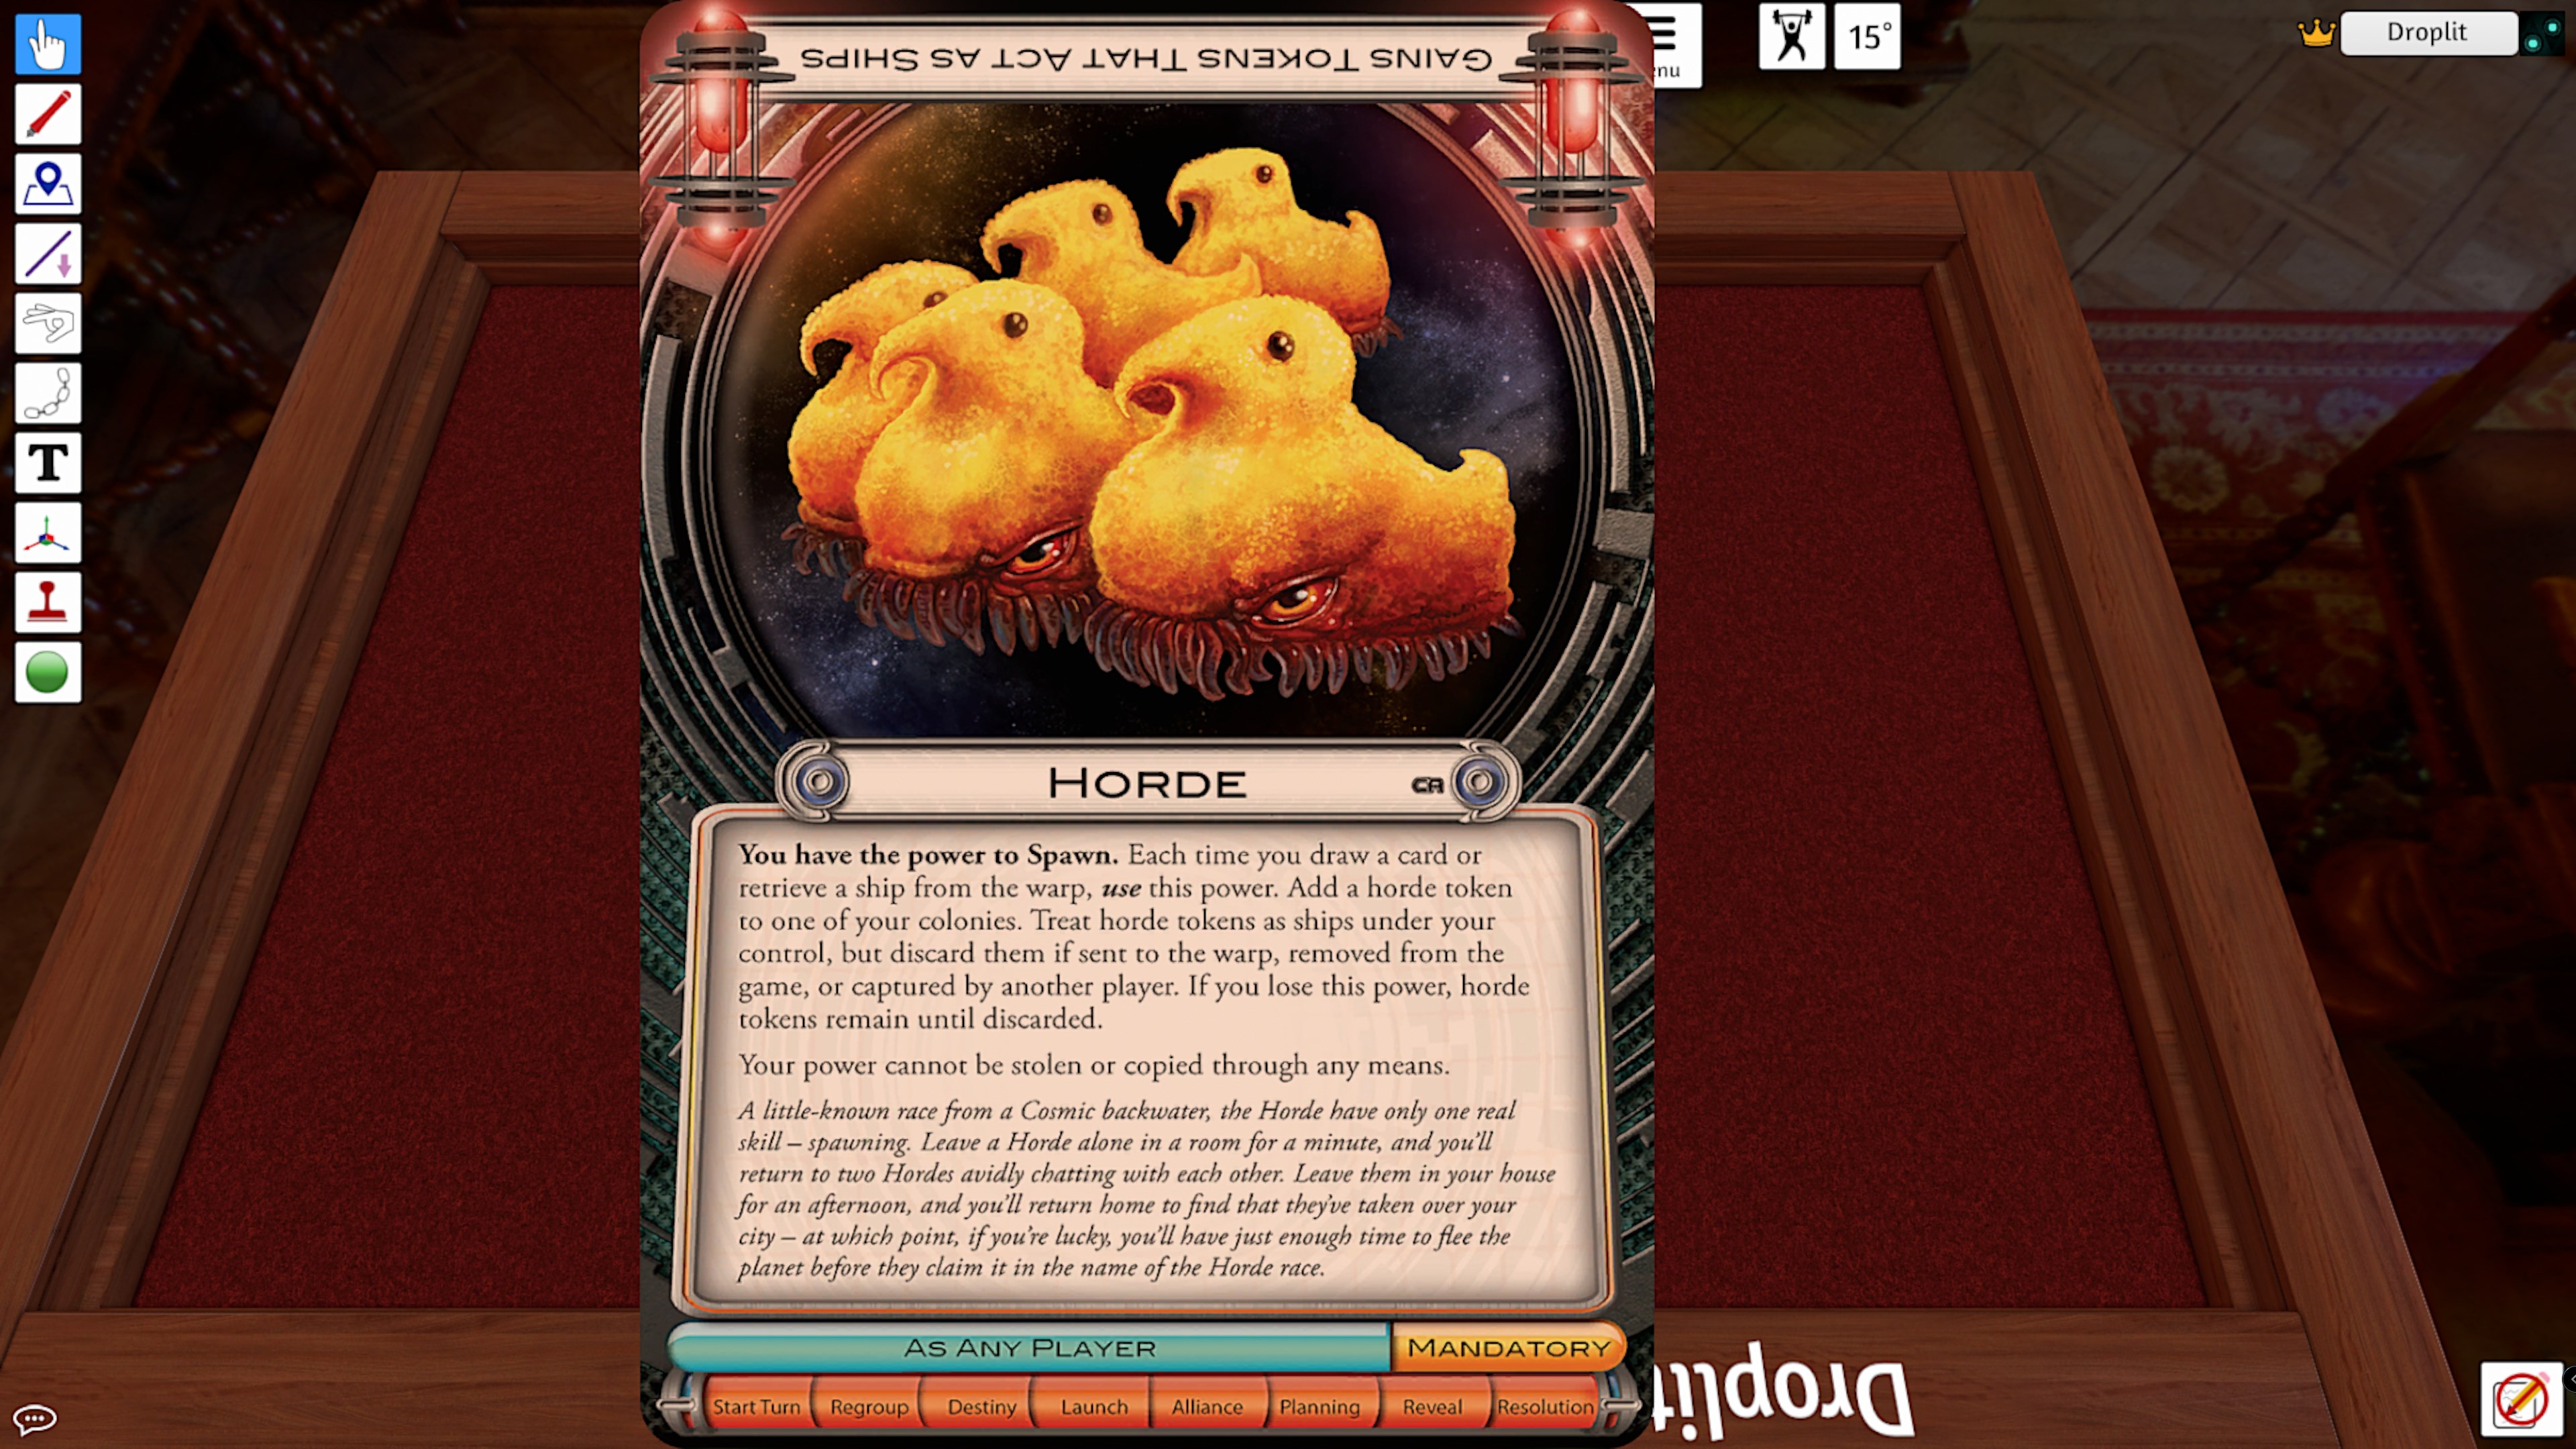 GAINS TOKENS THAT ACT AS SHIPS
nu
15°
Droplit
T
HORDE
CA
You have the power to Spawn. Each time you draw a card or
retrieve a ship from the warp, use this power. Add a horde token
to one of your colonies. Treat horde tokens as ships under your
control, but discard them if sent to the warp, removed from the
game, or captured by another player. If you lose this power, horde
tokens remain until discarded.
Your power cannot be stolen or copied through any means.
A little-known race from a Cosmic backwater, the Horde have only one real
skill – spawning. Leave a Horde alone in a room for a minute, and you'll
return to two Hordes avidly chatting with each other. Leave them in your house
for an afternoon, and you'll return home to find that they've taken over your
city – at which point, if you're lucky, you'll have just enough time to flee the
planet before they claim it in the name of the Horde race.
AS ANY PLAYER
MANDATORY
Start Turn Regroup Destiny Launch Alliance Planning Reveal Resolution
Droplit